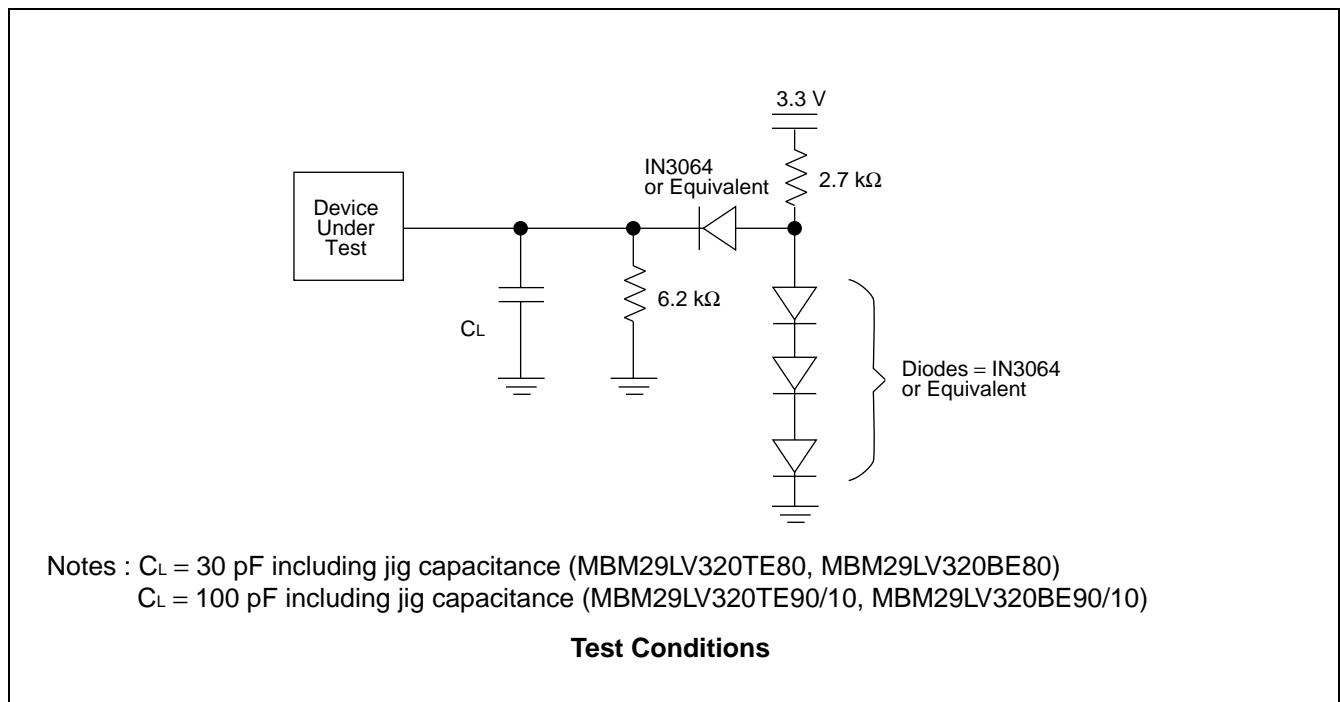 3.3 V
IN3064
or Equivalent
2.7 kΩ
Device
Under
Test
6.2 kΩ
CL
Diodes = IN3064
or Equivalent
Notes : CL = 30 pF including jig capacitance (MBM29LV320TE80, MBM29LV320BE80)
CL = 100 pF including jig capacitance (MBM29LV320TE90/10, MBM29LV320BE90/10)
Test Conditions